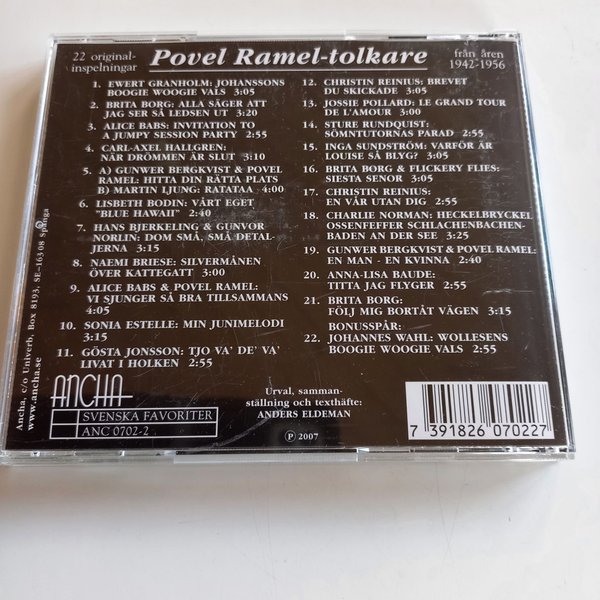 22 original-
inspelningar
Povel Ramel-tolkare
från åren
1942-1956
1. EWERT GRANHOLM: JOHANSSONS
BOOGIE WOOGIE VALS 3:05
2. BRITA BORG: ALLA SÄGER ATT
JAG SER SÅ LEDSEN UT 3:20
3. ALICE BABS: INVITATION TO
A JUMPY SESSION PARTY 2:55
4. CARL-AXEL HALLGREN:
NÄR DRÖMMEN ÄR SLUT 3:10
5. A) GUNWER BERGKVIST & POVEL
RAMEL: HITTA DIN RÄTTA PLATS
B) MARTIN LJUNG: RATATAA 4:00
6. LISBETH BODIN: VÅRT EGET
"BLUE HAWAII" 2:40
7. HANS BJERKELING & GUNVOR
NORLIN: DOM SMÅ, SMÅ DETAL-
JERNA 3:15
8. NAEMI BRIESE: SILVERMÅNEN
ÖVER KATTEGATT 3:00
9. ALICE BABS & POVEL RAMEL:
VI SJUNGER SÅ BRA TILLSAMMANS
4:05
10. SONIA ESTELLE: MIN JUNIMELODI
3:15
11. GÖSTA JONSSON: TJO VA' DE' VA'
LIVAT I HOLKEN 2:55
12. CHRISTIN REINIUS: BREVET
DU SKICKADE 3:05
13. JOSSIE POLLARD: LE GRAND TOUR
DE L'AMOUR 3:00
14. STURE RUNDQUIST:
SÖMNTUTORNAS PARAD 2:55
15. INGA SUNDSTRÖM: VARFÖR ÄR
LOUISE SÅ BLYG? 3:05
16. BRITA BORG & FLICKERY FLIES:
SIESTA SENOR 3:05
17. CHRISTIN REINIUS:
EN VÅR UTAN DIG 2:55
18. CHARLIE NORMAN: HECKELBRYCKEL
OSSENEFFER SCHLACHENBACHEN-
BADEN AN DER SEE 3:25
19. GUNWER BERGKVIST & POVEL RAMEL:
EN MAN - EN KVINNA 2:40
20. ANNA-LISA BAUDE:
TITTA JAG FLYGER 2:55
21. BRITA BORG:
FÖLJ MIG BORTÅT VÄGEN 3:15
BONUSSPÅR:
22. JOHANNES WAHL: WOLLESENS
BOOGIE WOOGIE VALS 2:55
Ancha, c/o Univerb, Box 8193, SE-163 08 Spånga
www.ancha.se
ANCHA
SVENSKA FAVORITER
ANC 0702-2
Urval, samman-
ställning och texthäfte:
ANDERS ELDEMAN
Ⓟ 2007
7 391826 070227